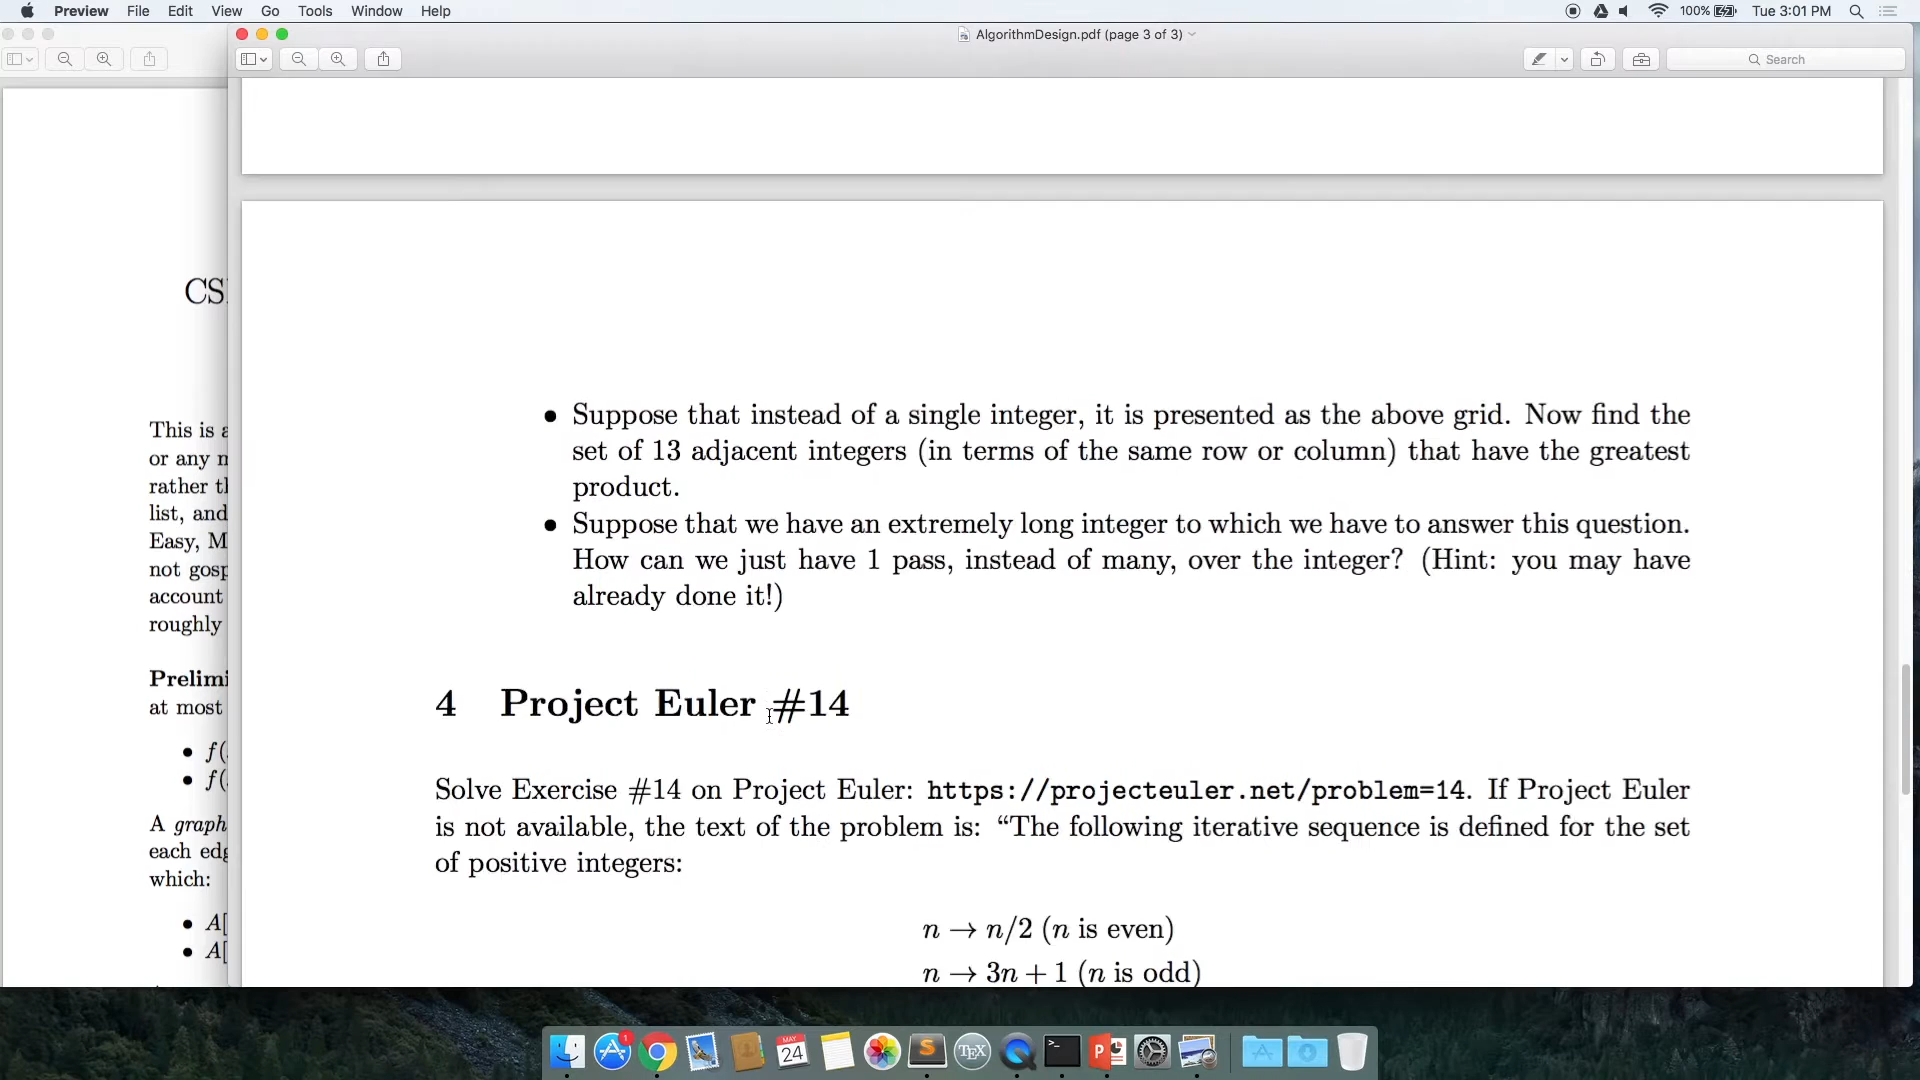 Preview File Edit View Go Tools Window Help 100% Tue 3:01 PM
AlgorithmDesign.pdf (page 3 of 3)
Search
• Suppose that instead of a single integer, it is presented as the above grid. Now find the
set of 13 adjacent integers (in terms of the same row or column) that have the greatest
product.
• Suppose that we have an extremely long integer to which we have to answer this question.
How can we just have 1 pass, instead of many, over the integer? (Hint: you may have
already done it!)
4 Project Euler #14
Solve Exercise #14 on Project Euler: https://projecteuler.net/problem=14. If Project Euler
is not available, the text of the problem is: “The following iterative sequence is defined for the set
of positive integers:
n → n/2 (n is even)
n → 3n + 1 (n is odd)
CS
This is a
or any m
rather th
list, and
Easy, M
not gosp
account
roughly
Prelimi
at most
• f(
• f(
A graph
each edg
which:
• A[
• A[
1
MAY
24
TEX